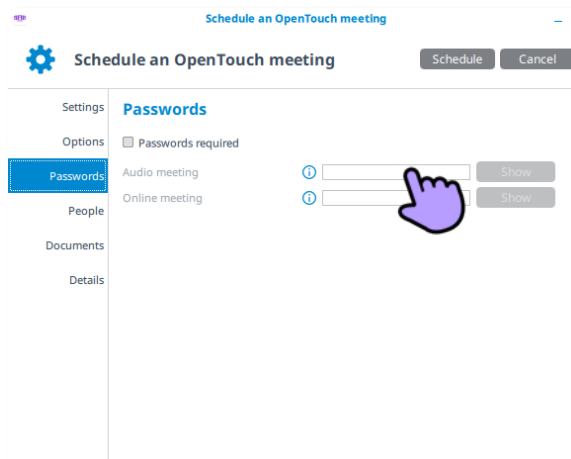 Schedule an OpenTouch meeting
Schedule an OpenTouch meeting Schedule Cancel
Settings
Options
Passwords
People
Documents
Details
Passwords
Passwords required
Audio meeting Show
Online meeting Show